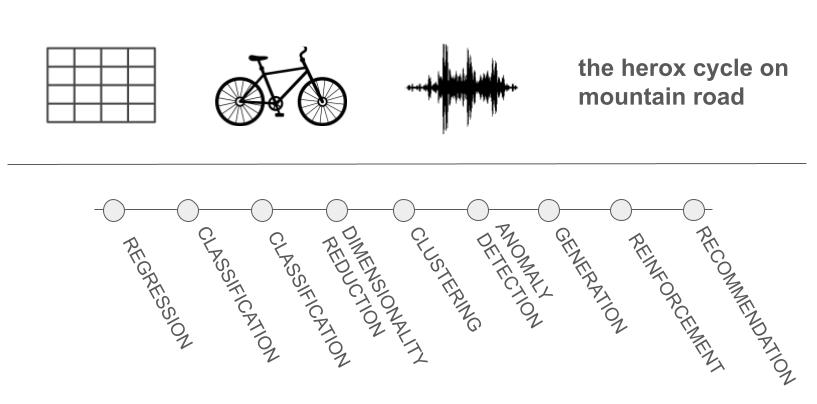 the herox cycle on
mountain road
REGRESSION
CLASSIFICATION
CLASSIFICATION
DIMENSIONALITY
REDUCTION
CLUSTERING
ANOMALY
DETECTION
GENERATION
REINFORCEMENT
RECOMMENDATION